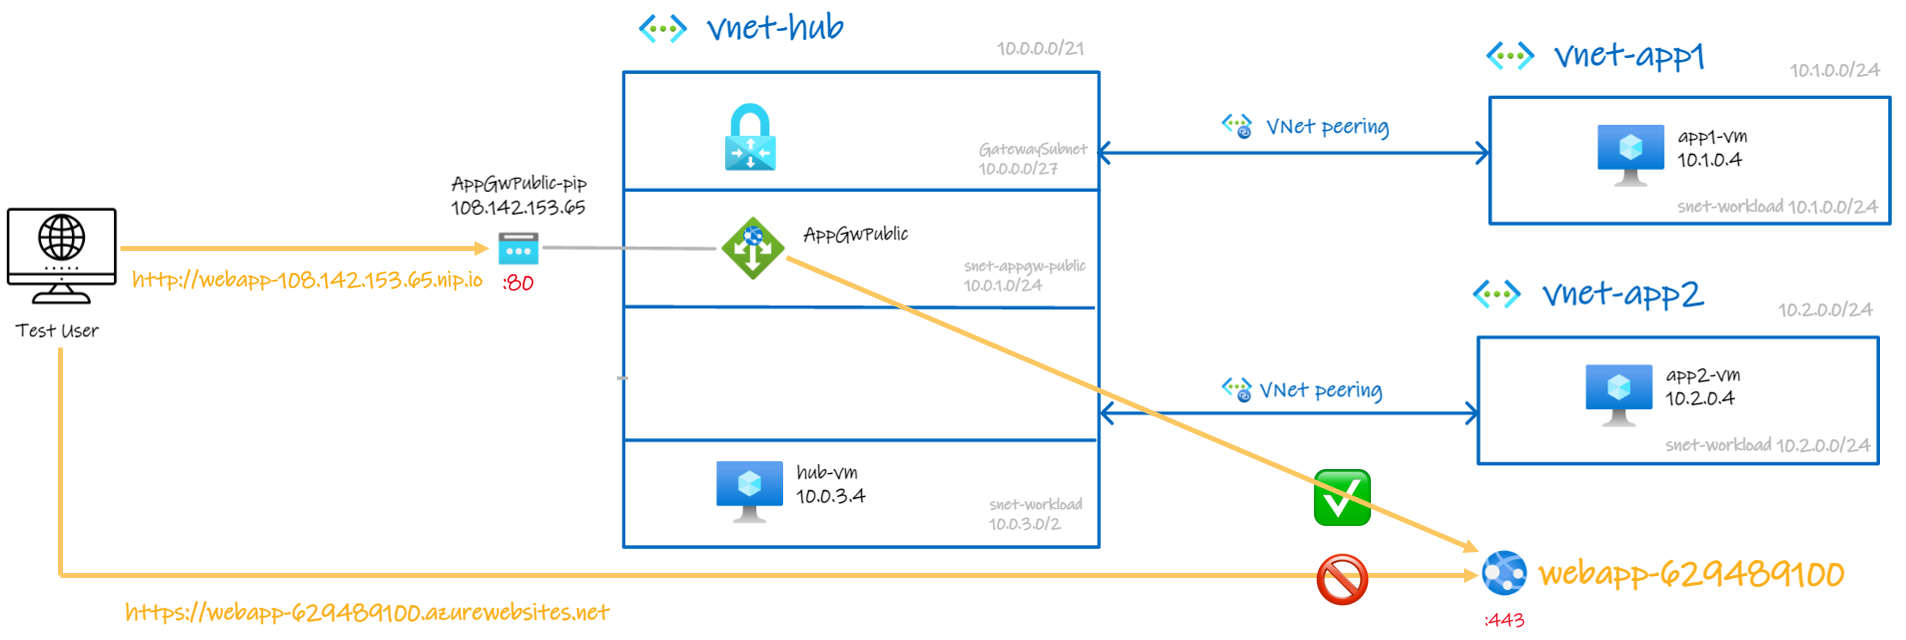 vnet-hub
10.0.0.0/21
vnet-app1
10.1.0.0/24
VNet peering
app1-vm
10.1.0.4
snet-workload 10.1.0.0/24
GatewaySubnet
10.0.0.0/27
AppGwPublic-pip
108.142.153.65
AppGwPublic
http://webapp-108.142.153.65.nip.io
:80
snet-appgw-public
10.0.1.0/24
Test User
vnet-app2
10.2.0.0/24
VNet peering
app2-vm
10.2.0.4
snet-workload 10.2.0.0/24
hub-vm
10.0.3.4
snet-workload
10.0.3.0/2
webapp-629489100
:443
https://webapp-629489100.azurewebsites.net